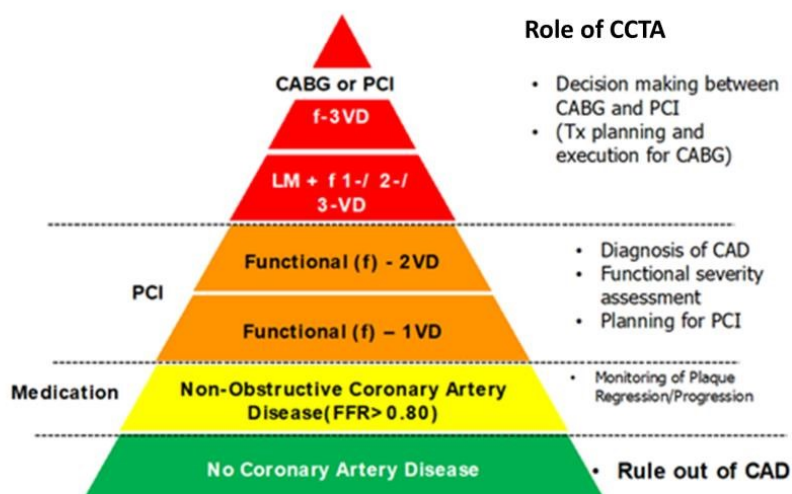 Role of CCTA
CABG or PCI
• Decision making between
CABG and PCI
• (Tx planning and
execution for CABG)
f-3VD
LM + f 1-/ 2-/
3-VD
PCI
Functional (f) - 2VD
Functional (f) – 1VD
• Diagnosis of CAD
• Functional severity
assessment
• Planning for PCI
Medication
Non-Obstructive Coronary Artery
Disease(FFR> 0.80)
• Monitoring of Plaque
Regression/Progression
No Coronary Artery Disease
• Rule out of CAD